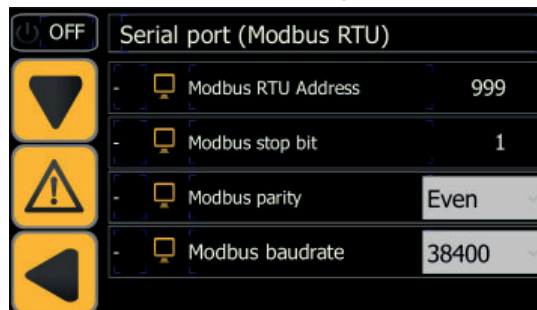 OFF
Serial port (Modbus RTU)
- Modbus RTU Address 999
- Modbus stop bit 1
- Modbus parity Even
- Modbus baudrate 38400